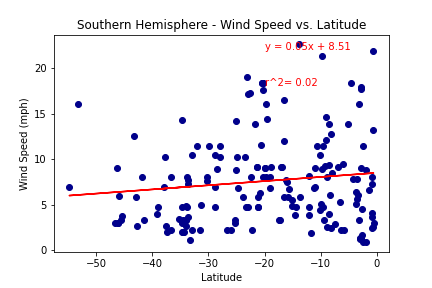 Southern Hemisphere - Wind Speed vs. Latitude
y = 0.05x + 8.51
r^2= 0.02
Wind Speed (mph)
20
15
10
5
0
−50 −40 −30 −20 −10 0
Latitude